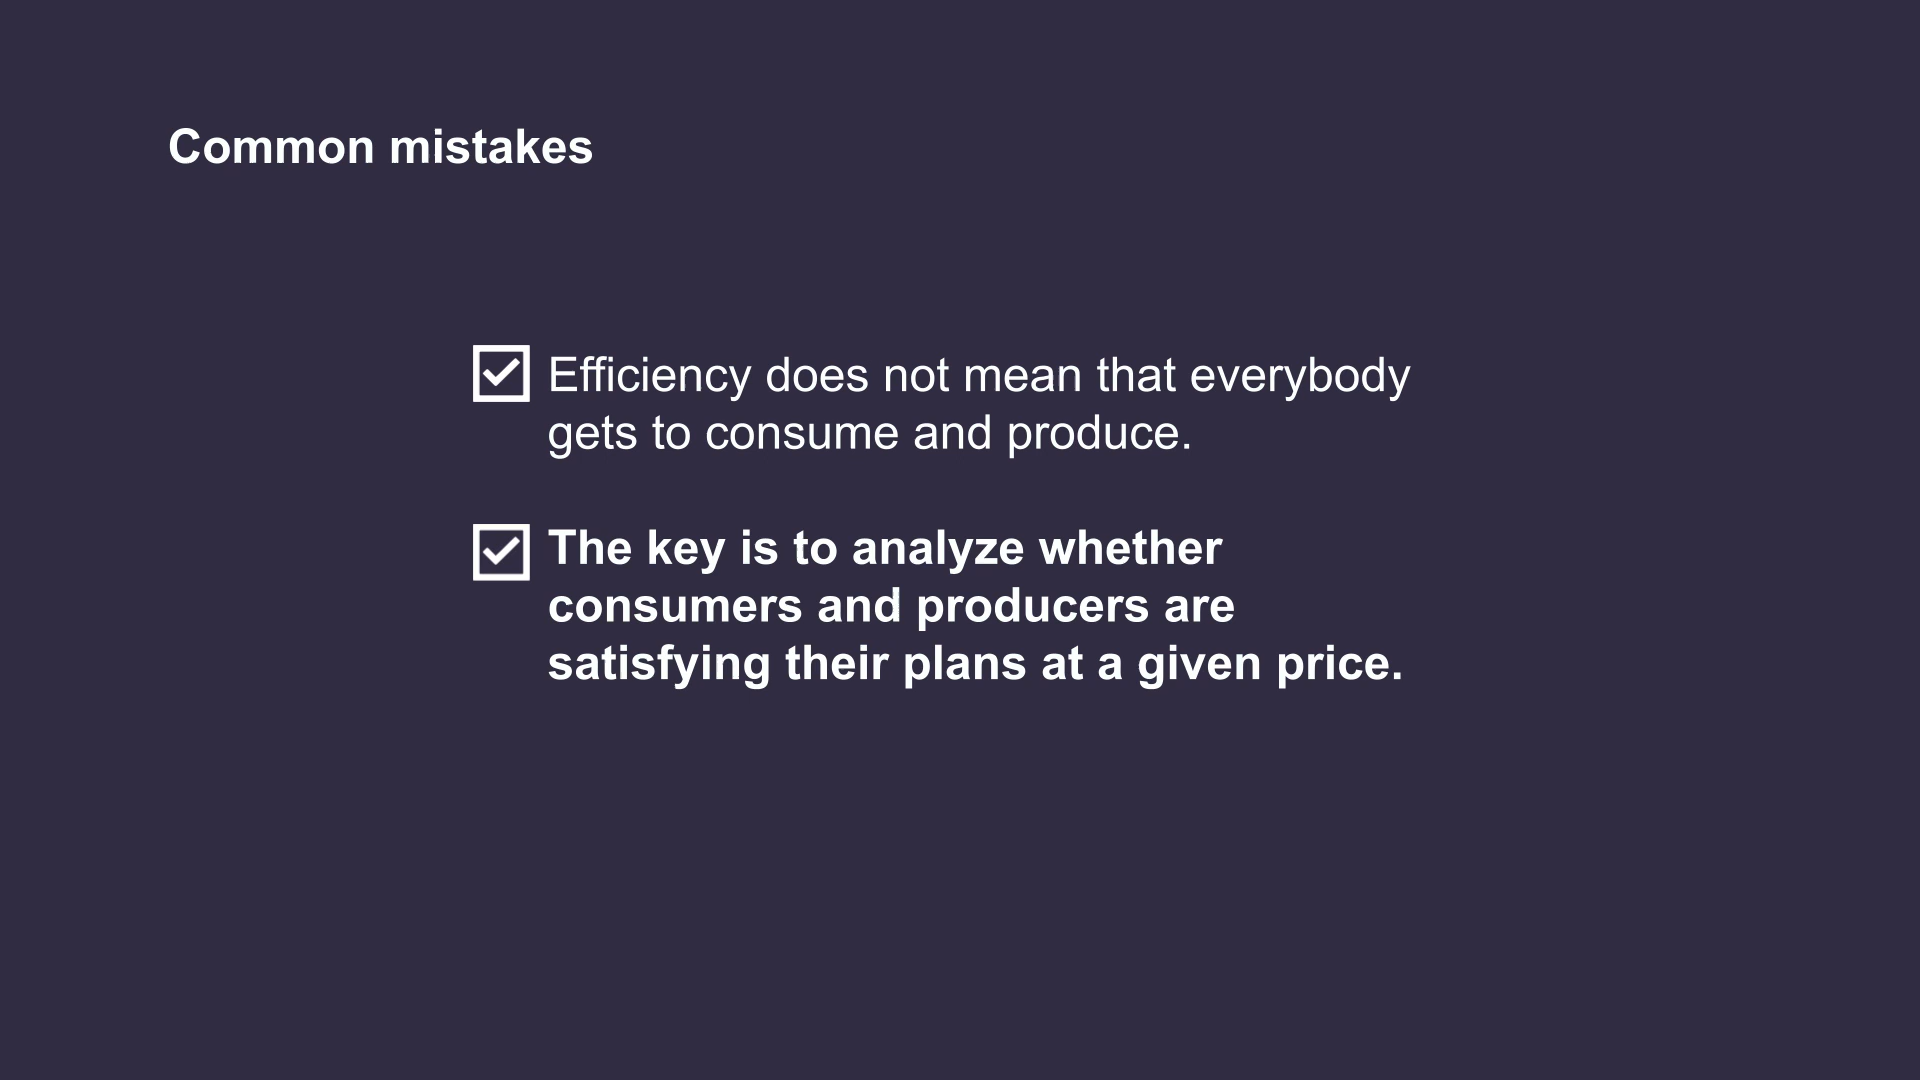 Common mistakes
Efficiency does not mean that everybody
gets to consume and produce.
The key is to analyze whether
consumers and producers are
satisfying their plans at a given price.